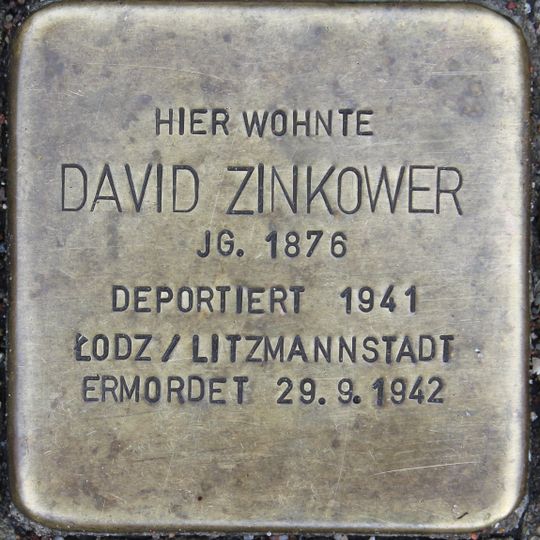 HIER WOHNTE
DAVID ZINKOWER
JG. 1876
DEPORTIERT 1941
ŁODZ / LITZMANNSTADT
ERMORDET 29. 9. 1942